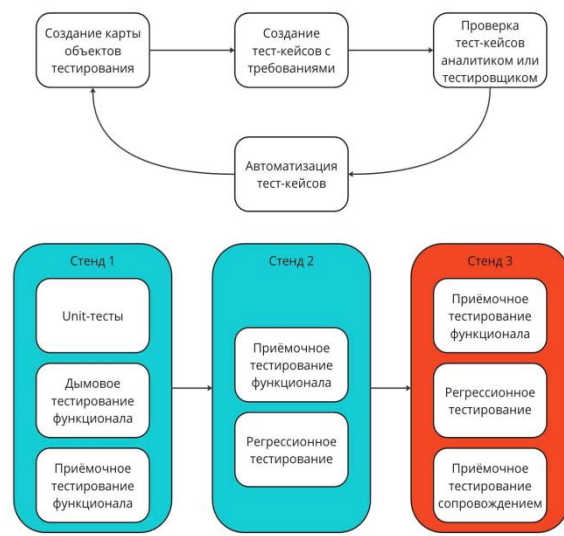 Создание карты
объектов
тестирования
Создание
тест-кейсов с
требованиями
Проверка
тест-кейсов
аналитиком или
тестировщиком
Автоматизация
тест-кейсов
Стенд 1
Unit-тесты
Дымовое
тестирование
функционала
Приёмочное
тестирование
функционала
Стенд 2
Приёмочное
тестирование
функционала
Регрессионное
тестирование
Стенд 3
Приёмочное
тестирование
функционала
Регрессионное
тестирование
Приёмочное
тестирование
сопровождением